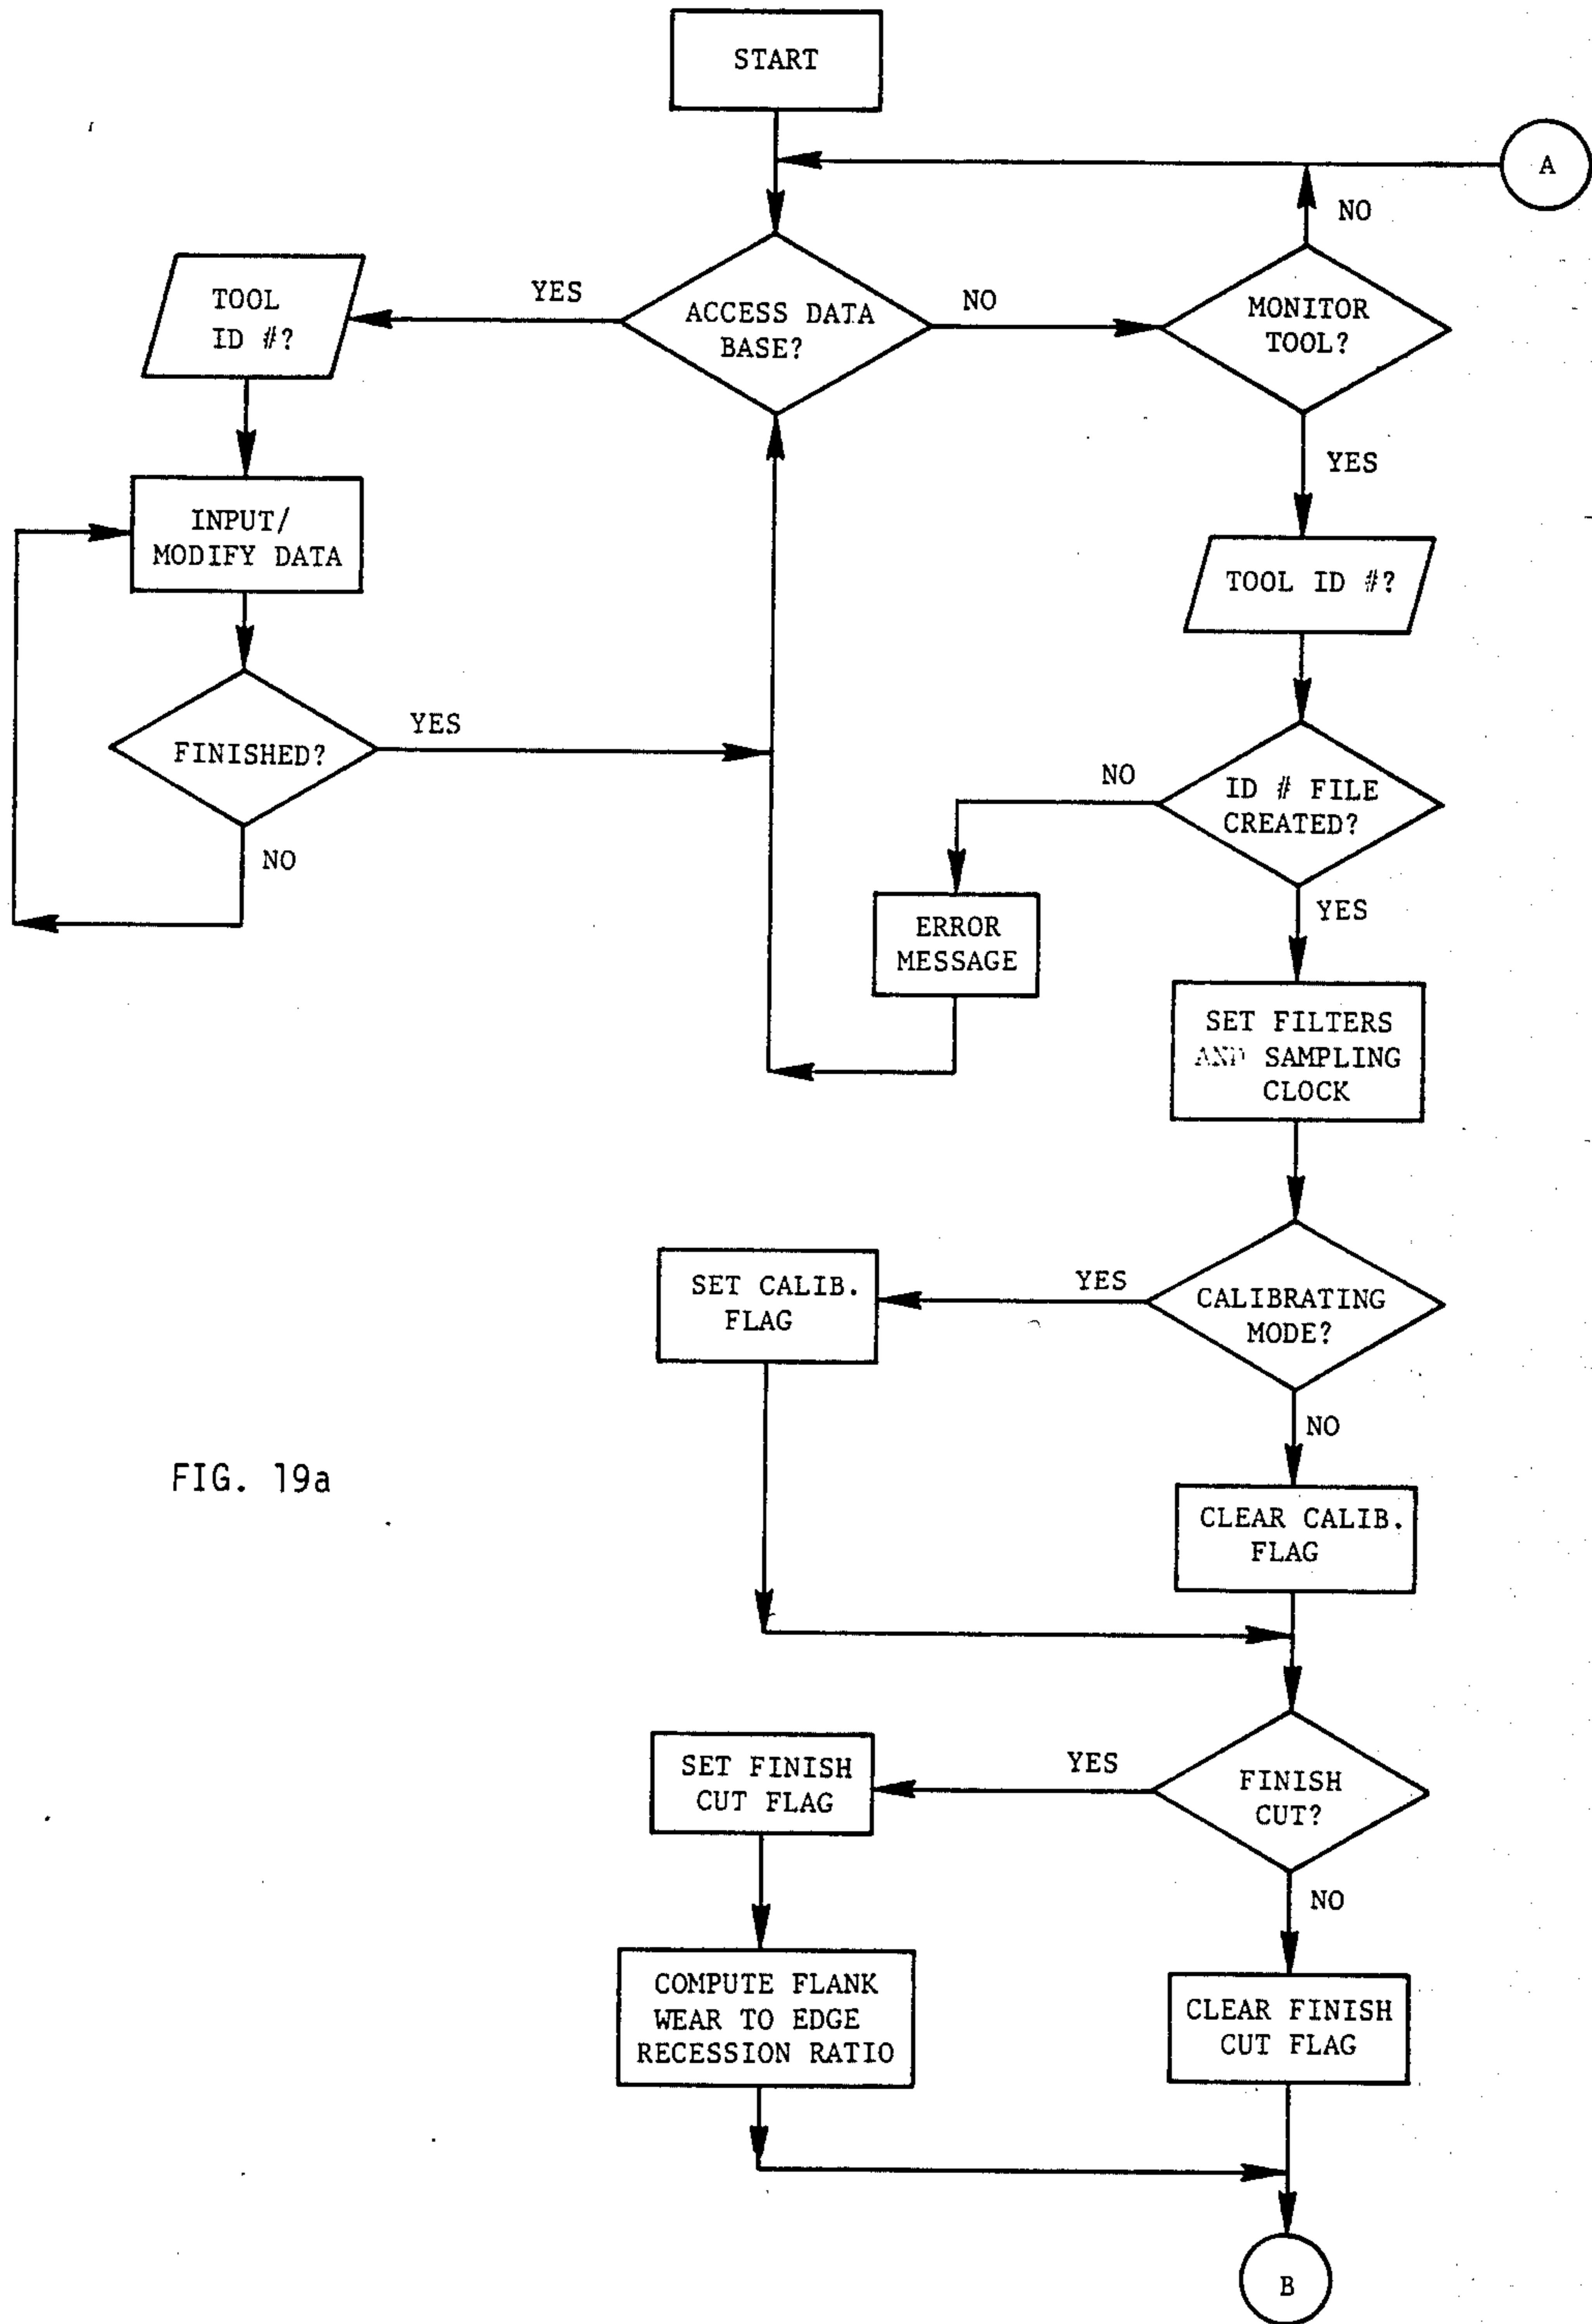 START
A
NO
TOOL
ID #?
YES
ACCESS DATA
BASE?
NO
MONITOR
TOOL?
YES
INPUT/
MODIFY DATA
TOOL ID #?
FINISHED?
YES
NO
NO
ID # FILE
CREATED?
YES
ERROR
MESSAGE
SET FILTERS
AND SAMPLING
CLOCK
SET CALIB.
FLAG
YES
CALIBRATING
MODE?
NO
FIG. 19a
CLEAR CALIB.
FLAG
SET FINISH
CUT FLAG
YES
FINISH
CUT?
NO
COMPUTE FLANK
WEAR TO EDGE
RECESSION RATIO
CLEAR FINISH
CUT FLAG
B